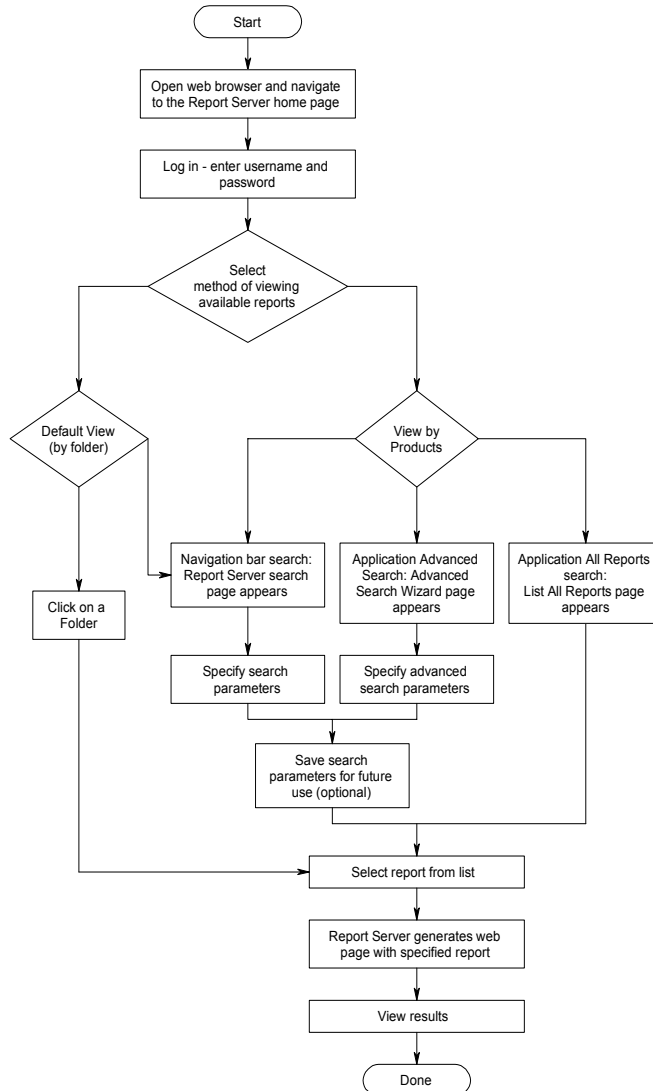 Start
Open web browser and navigate
to the Report Server home page
Log in - enter username and
password
Select
method of viewing
available reports
Default View
(by folder)
View by
Products
Navigation bar search:
Report Server search
page appears
Application Advanced
Search: Advanced
Search Wizard page
appears
Application All Reports
search:
List All Reports page
appears
Click on a
Folder
Specify search
parameters
Specify advanced
search parameters
Save search
parameters for future
use (optional)
Select report from list
Report Server generates web
page with specified report
View results
Done